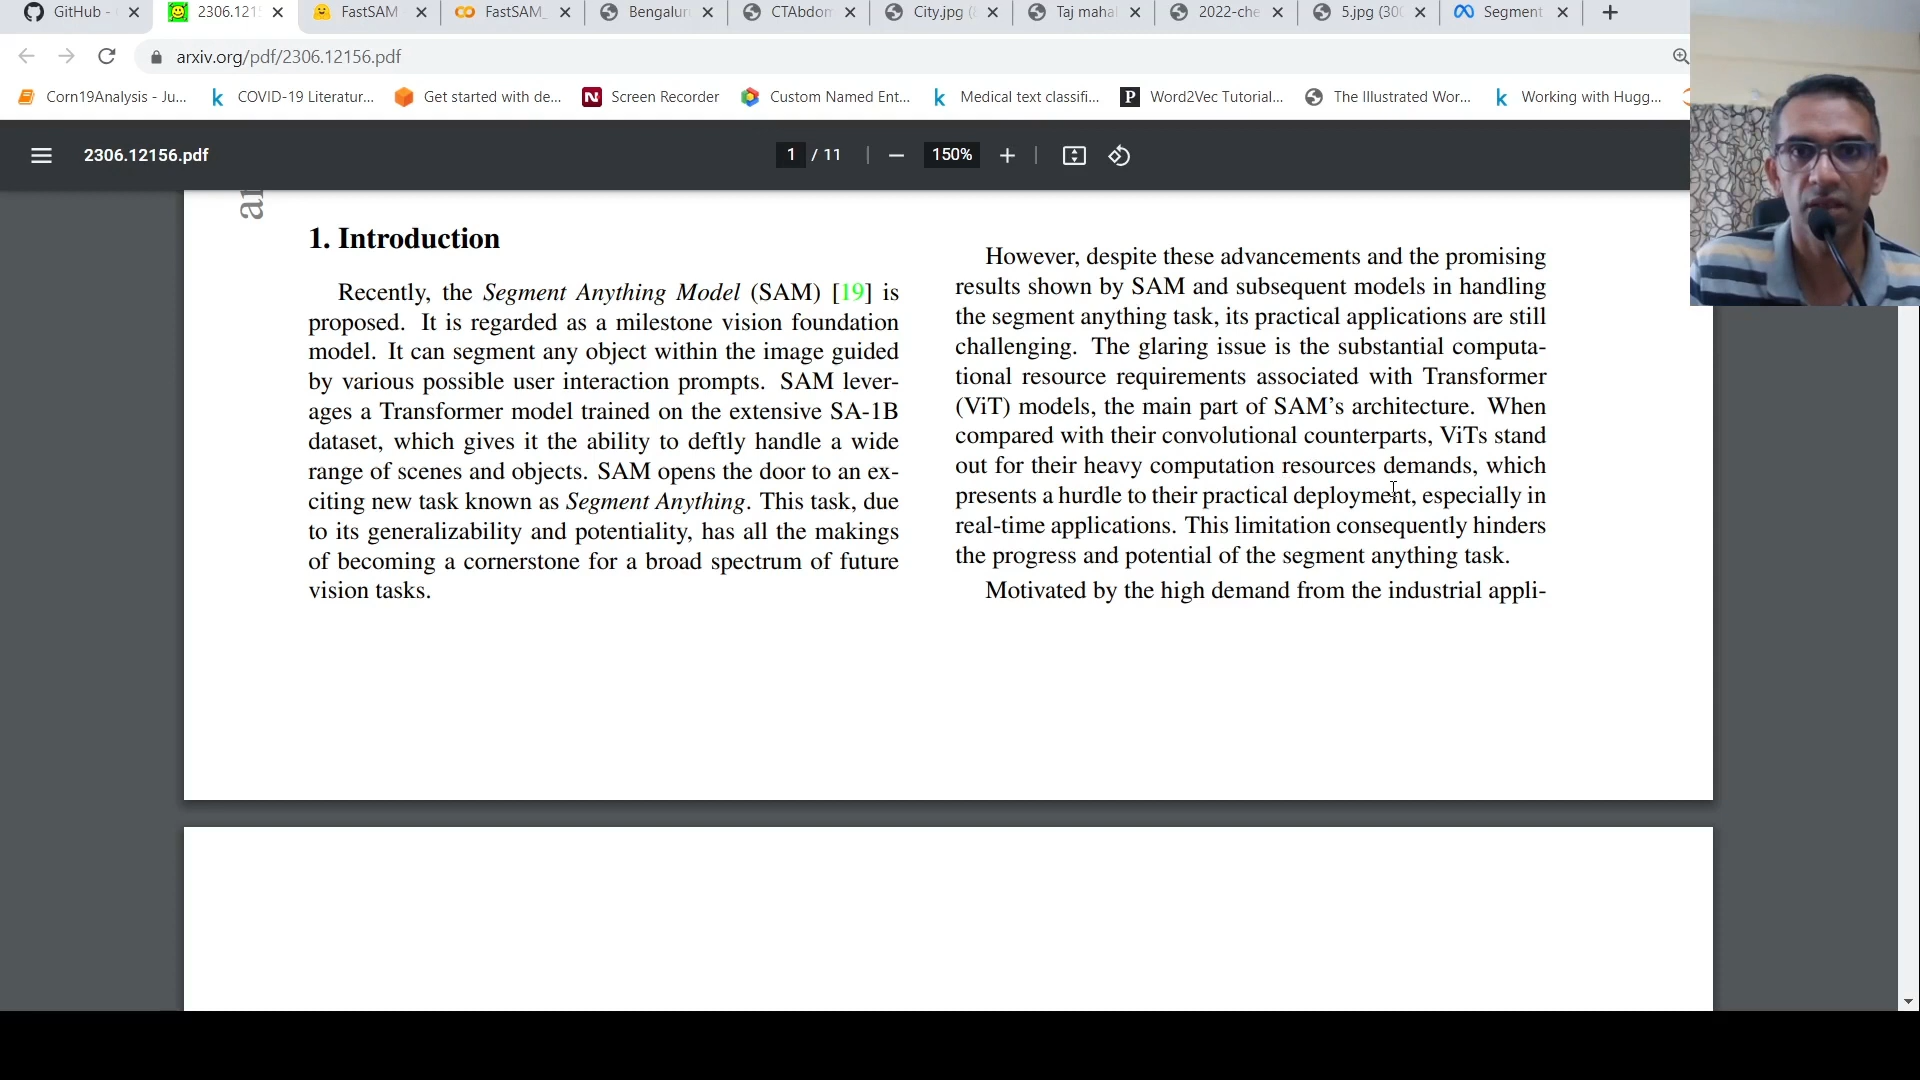 GitHub -
2306.121
FastSAM
FastSAM_
Bengalur
CTAbdom
City.jpg (
Taj maha
2022-che
5.jpg (300
Segment
arxiv.org/pdf/2306.12156.pdf
Corn19Analysis - Ju...
COVID-19 Literatur...
Get started with de...
Screen Recorder
Custom Named Ent...
Medical text classifi...
Word2Vec Tutorial...
The Illustrated Wor...
Working with Hugg...
2306.12156.pdf
1 / 11
150%
ar
1. Introduction
Recently, the Segment Anything Model (SAM) [19] is
proposed. It is regarded as a milestone vision foundation
model. It can segment any object within the image guided
by various possible user interaction prompts. SAM lever-
ages a Transformer model trained on the extensive SA-1B
dataset, which gives it the ability to deftly handle a wide
range of scenes and objects. SAM opens the door to an ex-
citing new task known as Segment Anything. This task, due
to its generalizability and potentiality, has all the makings
of becoming a cornerstone for a broad spectrum of future
vision tasks.
However, despite these advancements and the promising
results shown by SAM and subsequent models in handling
the segment anything task, its practical applications are still
challenging. The glaring issue is the substantial computa-
tional resource requirements associated with Transformer
(ViT) models, the main part of SAM's architecture. When
compared with their convolutional counterparts, ViTs stand
out for their heavy computation resources demands, which
presents a hurdle to their practical deployment, especially in
real-time applications. This limitation consequently hinders
the progress and potential of the segment anything task.
Motivated by the high demand from the industrial appli-